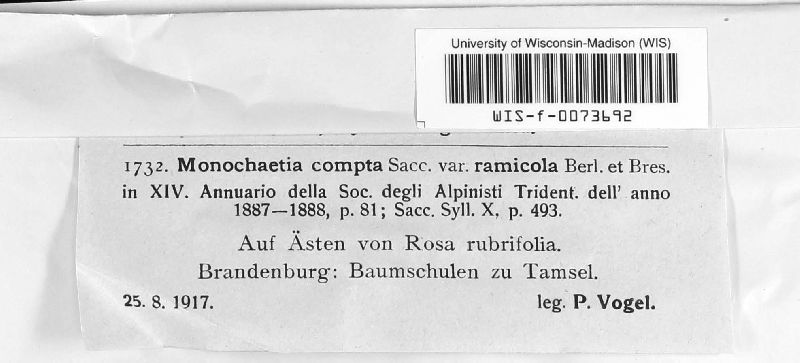 University of Wisconsin-Madison (WIS)
WIS-f-0073692
1732. Monochaetia compta Sacc. var. ramicola Berl. et Bres.
in XIV. Annuario della Soc. degli Alpinisti Trident. dell' anno
1887—1888, p. 81; Sacc. Syll. X, p. 493.
Auf Ästen von Rosa rubrifolia.
Brandenburg: Baumschulen zu Tamsel.
25. 8. 1917. leg. P. Vogel.